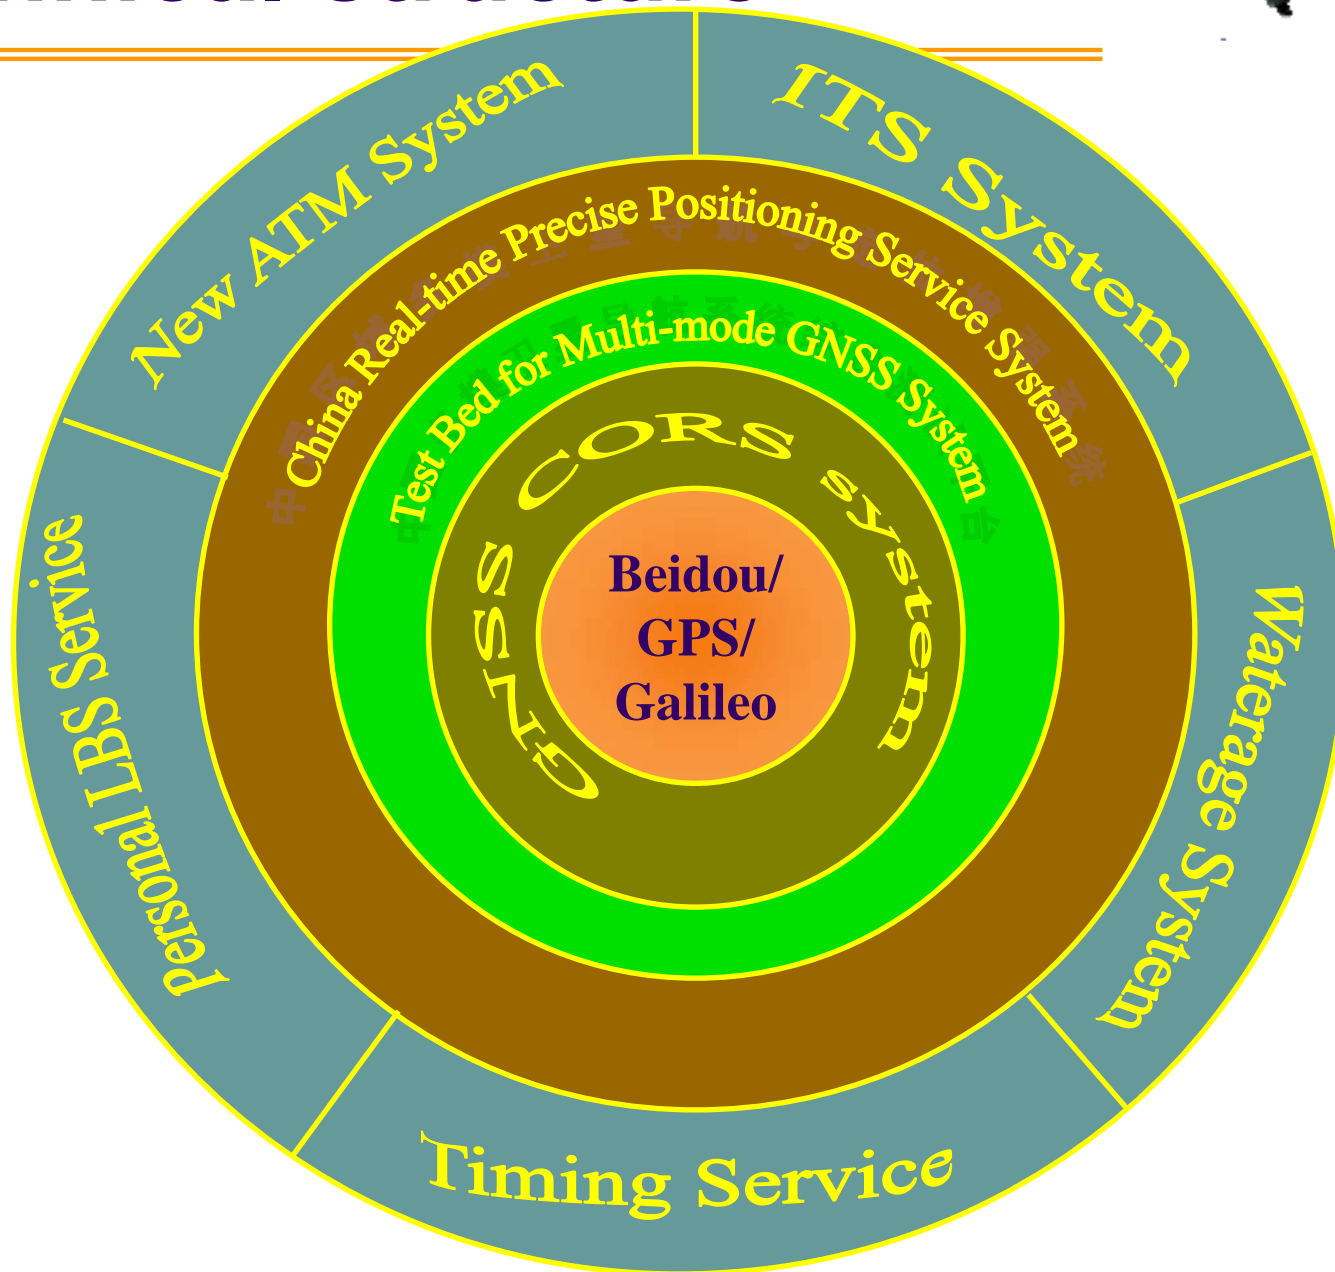 New ATM System
ITS System
China Real-time Precise Positioning Service System
Test Bed for Multi-mode GNSS System
GNSS CORS system
Beidou/
GPS/
Galileo
Personal LBS Service
Waterage System
Timing Service